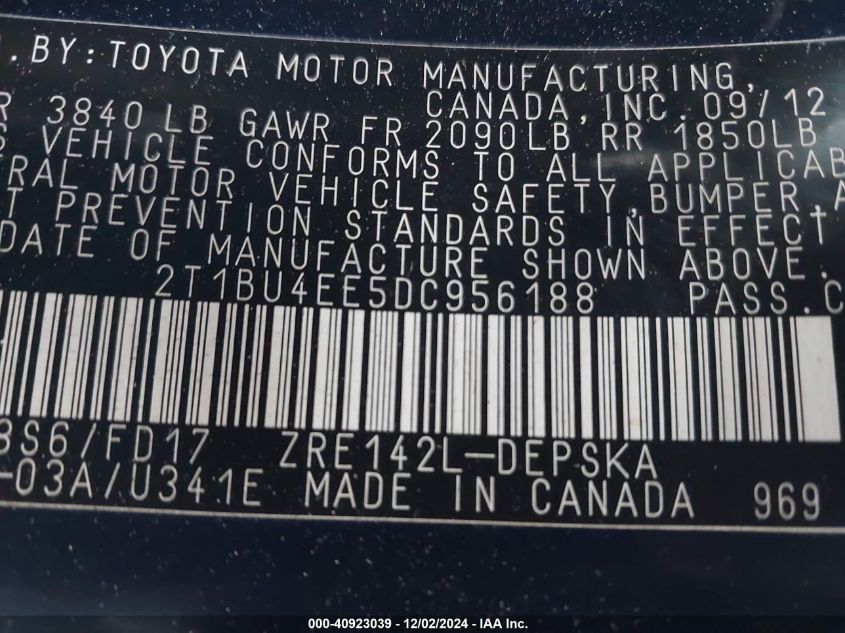 . BY:TOYOTA MOTOR MANUFACTURING,
CANADA,INC. 09/12
R 3840 LB GAWR FR 2090LB RR 1850LB
S VEHICLE CONFORMS TO ALL APPLICAB
RAL MOTOR VEHICLE SAFETY,BUMPER,A
T PREVENTION STANDARDS IN EFFECT
DATE OF MANUFACTURE SHOWN ABOVE.
2T1BU4EE5DC956188 PASS.C
8S6/FD17 ZRE142L-DEPSKA
-03A/U341E MADE IN CANADA 969
000-40923039 - 12/02/2024 - IAA Inc.